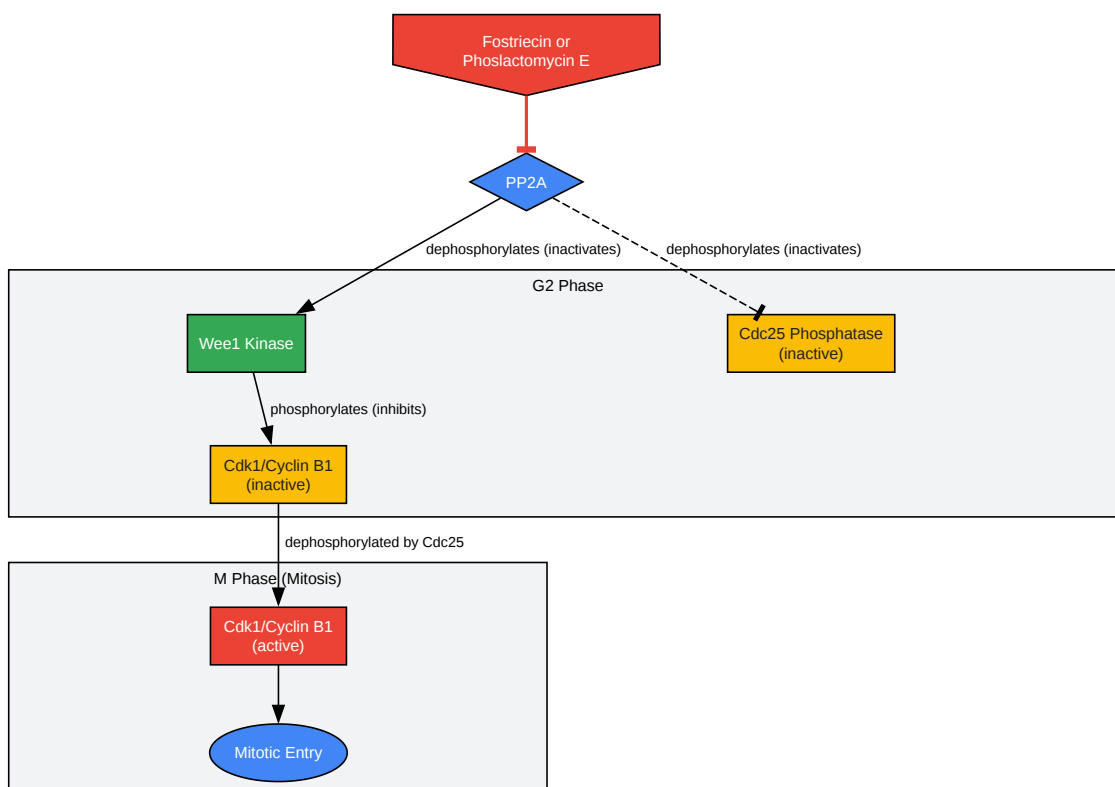 Fostriecin or
Phoslactomycin E
PP2A
dephosphorylates (inactivates)
dephosphorylates (inactivates)
G2 Phase
Wee1 Kinase
Cdc25 Phosphatase
(inactive)
phosphorylates (inhibits)
Cdk1/Cyclin B1
(inactive)
dephosphorylated by Cdc25
M Phase (Mitosis)
Cdk1/Cyclin B1
(active)
Mitotic Entry